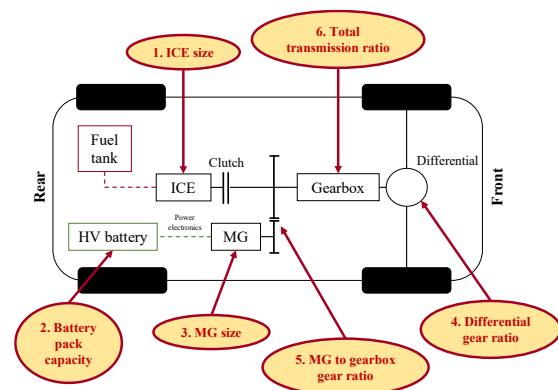 6. Total
transmission ratio
1. ICE size
Fuel
tank
Clutch
Differential
ICE
Gearbox
Rear
Front
Power
electronics
HV battery
MG
2. Battery
pack
capacity
3. MG size
4. Differential
gear ratio
5. MG to gearbox
gear ratio